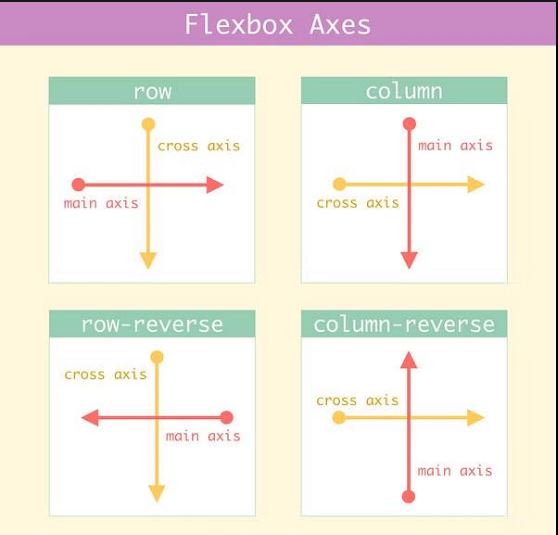 Flexbox Axes
row
cross axis
main axis
column
main axis
cross axis
row-reverse
cross axis
main axis
column-reverse
cross axis
main axis